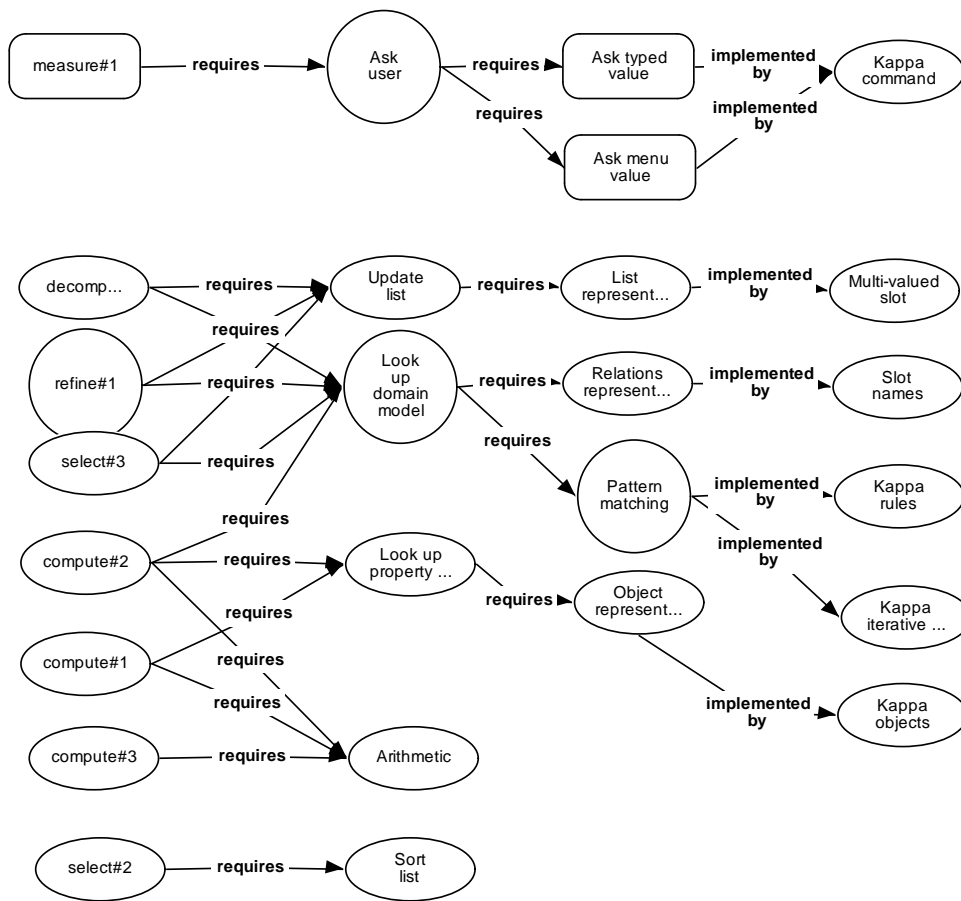 measure#1
requires
Ask
user
requires
Ask typed
value
implemented
by
Kappa
command
requires
Ask menu
value
implemented
by
decomp...
requires
Update
list
requires
List
represent...
implemented
by
Multi-valued
slot
requires
refine#1
requires
Look
up
domain
model
requires
Relations
represent...
implemented
by
Slot
names
select#3
requires
requires
Pattern
matching
implemented
by
Kappa
rules
requires
implemented
by
compute#2
requires
Look up
property ...
requires
Object
represent...
Kappa
iterative ...
requires
compute#1
requires
requires
implemented
by
Kappa
objects
compute#3
requires
Arithmetic
select#2
requires
Sort
list